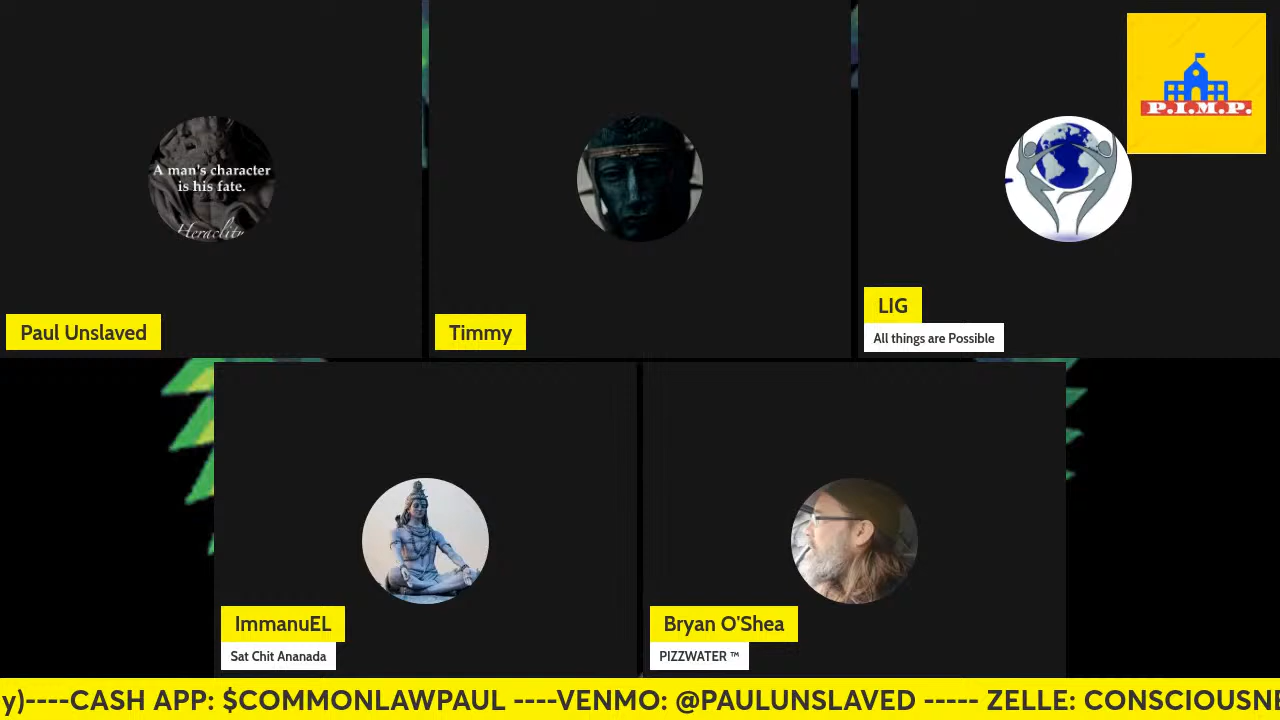 A man's character
is his fate.
P.I.M.P.
Paul Unslaved
Timmy
LIG
All things are Possible
ImmanuEL
Sat Chit Ananada
Bryan O'Shea
PIZZWATER ™
y)----CASH APP: $COMMONLAWPAUL ----VENMO: @PAULUNSLAVED ----- ZELLE: CONSCIOUSNE